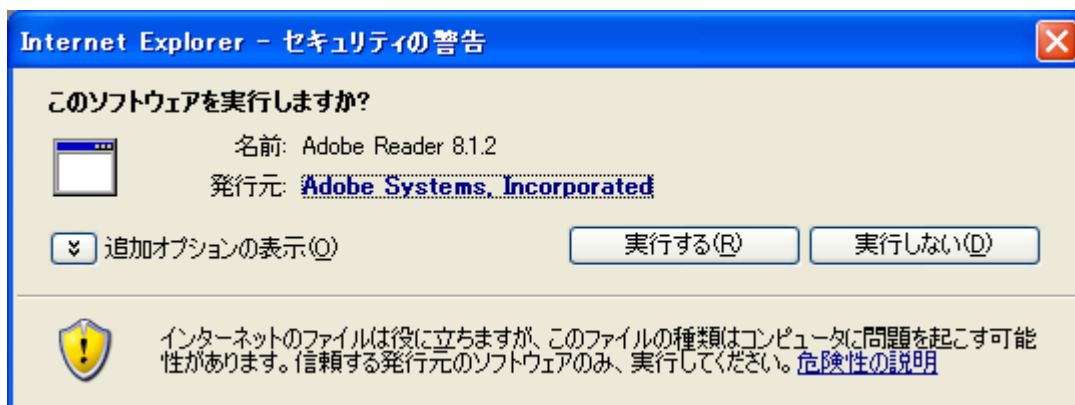 Internet Explorer - セキュリティの警告
このソフトウェアを実行しますか?
名前: Adobe Reader 8.1.2
発行元: Adobe Systems, Incorporated
追加オプションの表示(O) 実行する(R) 実行しない(D)
インターネットのファイルは役に立ちますが、このファイルの種類はコンピュータに問題を起こす可能
性があります。信頼する発行元のソフトウェアのみ、実行してください。危険性の説明